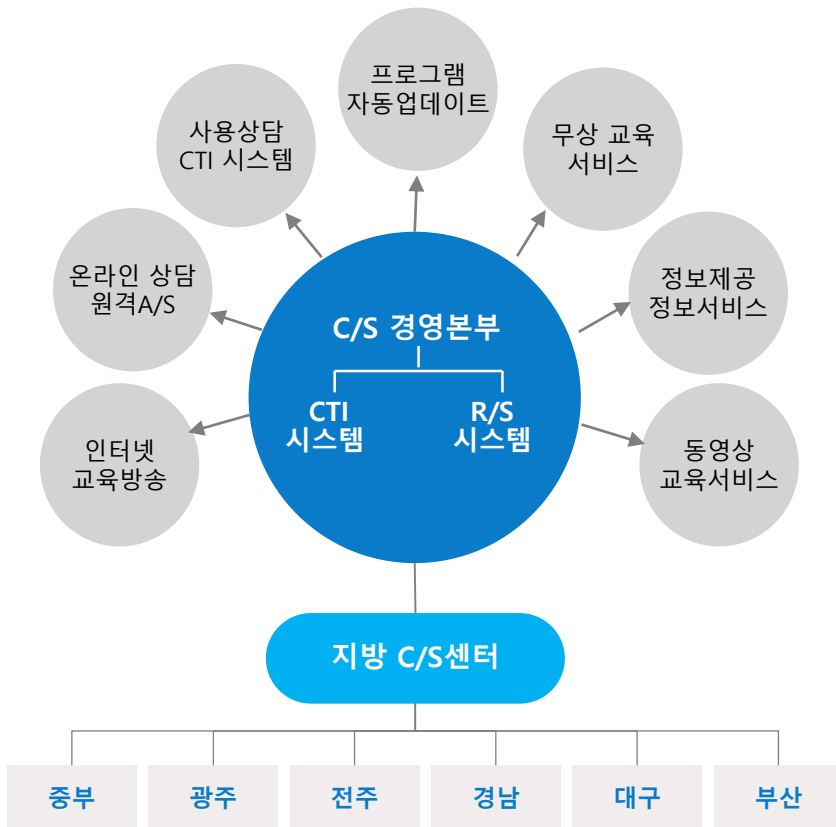 프로그램
자동업데이트
사용상담
CTI 시스템
무상 교육
서비스
온라인 상담
원격A/S
정보제공
정보서비스
C/S 경영본부
CTI
시스템
R/S
시스템
인터넷
교육방송
동영상
교육서비스
지방 C/S센터
중부
광주
전주
경남
대구
부산